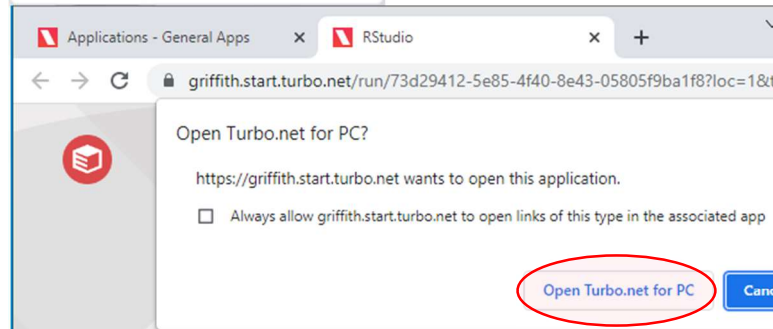 Applications - General Apps
RStudio
griffith.start.turbo.net/run/73d29412-5e85-4f40-8e43-05805f9ba1f8?loc=1&t
Open Turbo.net for PC?
https://griffith.start.turbo.net wants to open this application.
Always allow griffith.start.turbo.net to open links of this type in the associated app
Open Turbo.net for PC
Canc